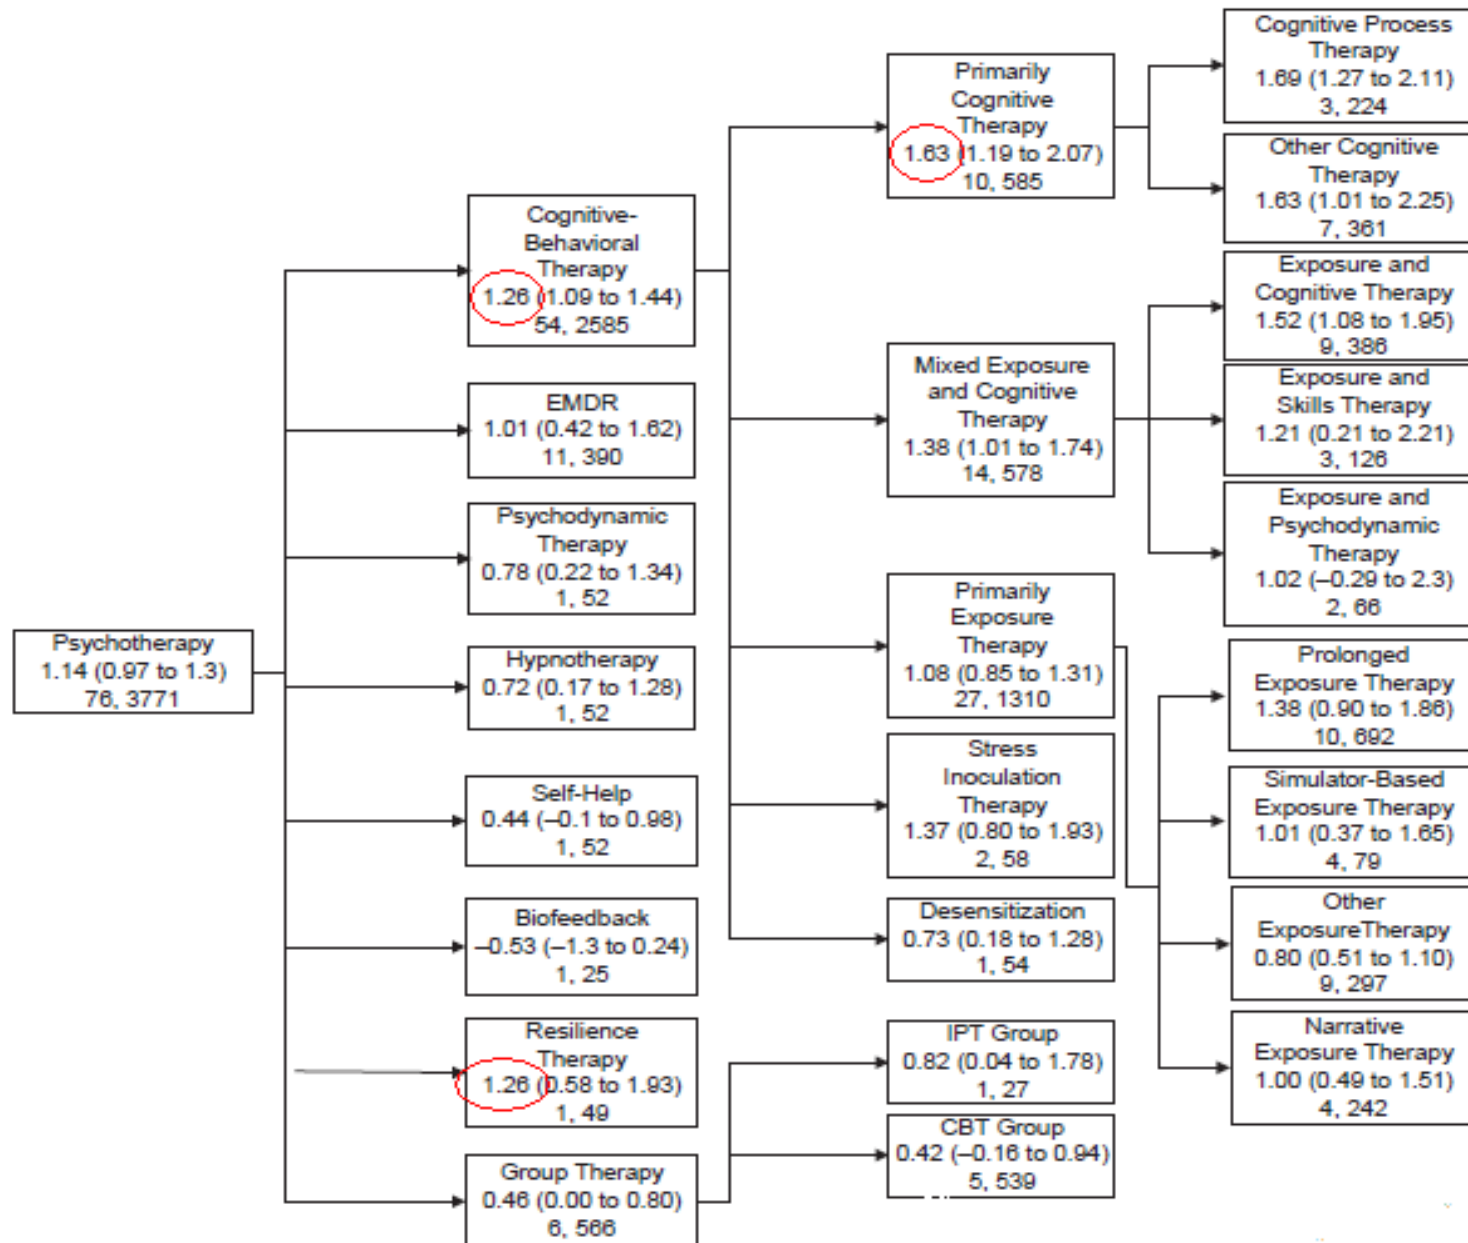 Psychotherapy
1.14 (0.97 to 1.3)
76, 3771
Cognitive-
Behavioral
Therapy
1.26 (1.09 to 1.44)
54, 2585
EMDR
1.01 (0.42 to 1.62)
11, 390
Psychodynamic
Therapy
0.78 (0.22 to 1.34)
1, 52
Hypnotherapy
0.72 (0.17 to 1.28)
1, 52
Self-Help
0.44 (–0.1 to 0.98)
1, 52
Biofeedback
–0.53 (–1.3 to 0.24)
1, 25
Resilience
Therapy
1.26 (0.58 to 1.93)
1, 49
Group Therapy
0.46 (0.00 to 0.80)
6, 566
Primarily
Cognitive
Therapy
1.63 (1.19 to 2.07)
10, 585
Mixed Exposure
and Cognitive
Therapy
1.38 (1.01 to 1.74)
14, 578
Primarily
Exposure
Therapy
1.08 (0.85 to 1.31)
27, 1310
Stress
Inoculation
Therapy
1.37 (0.80 to 1.93)
2, 58
Desensitization
0.73 (0.18 to 1.28)
1, 54
IPT Group
0.82 (0.04 to 1.78)
1, 27
CBT Group
0.42 (–0.16 to 0.94)
5, 539
Cognitive Process
Therapy
1.69 (1.27 to 2.11)
3, 224
Other Cognitive
Therapy
1.63 (1.01 to 2.25)
7, 361
Exposure and
Cognitive Therapy
1.52 (1.08 to 1.95)
9, 386
Exposure and
Skills Therapy
1.21 (0.21 to 2.21)
3, 126
Exposure and
Psychodynamic
Therapy
1.02 (–0.29 to 2.3)
2, 66
Prolonged
Exposure Therapy
1.38 (0.90 to 1.86)
10, 692
Simulator-Based
Exposure Therapy
1.01 (0.37 to 1.65)
4, 79
Other
ExposureTherapy
0.80 (0.51 to 1.10)
9, 297
Narrative
Exposure Therapy
1.00 (0.49 to 1.51)
4, 242